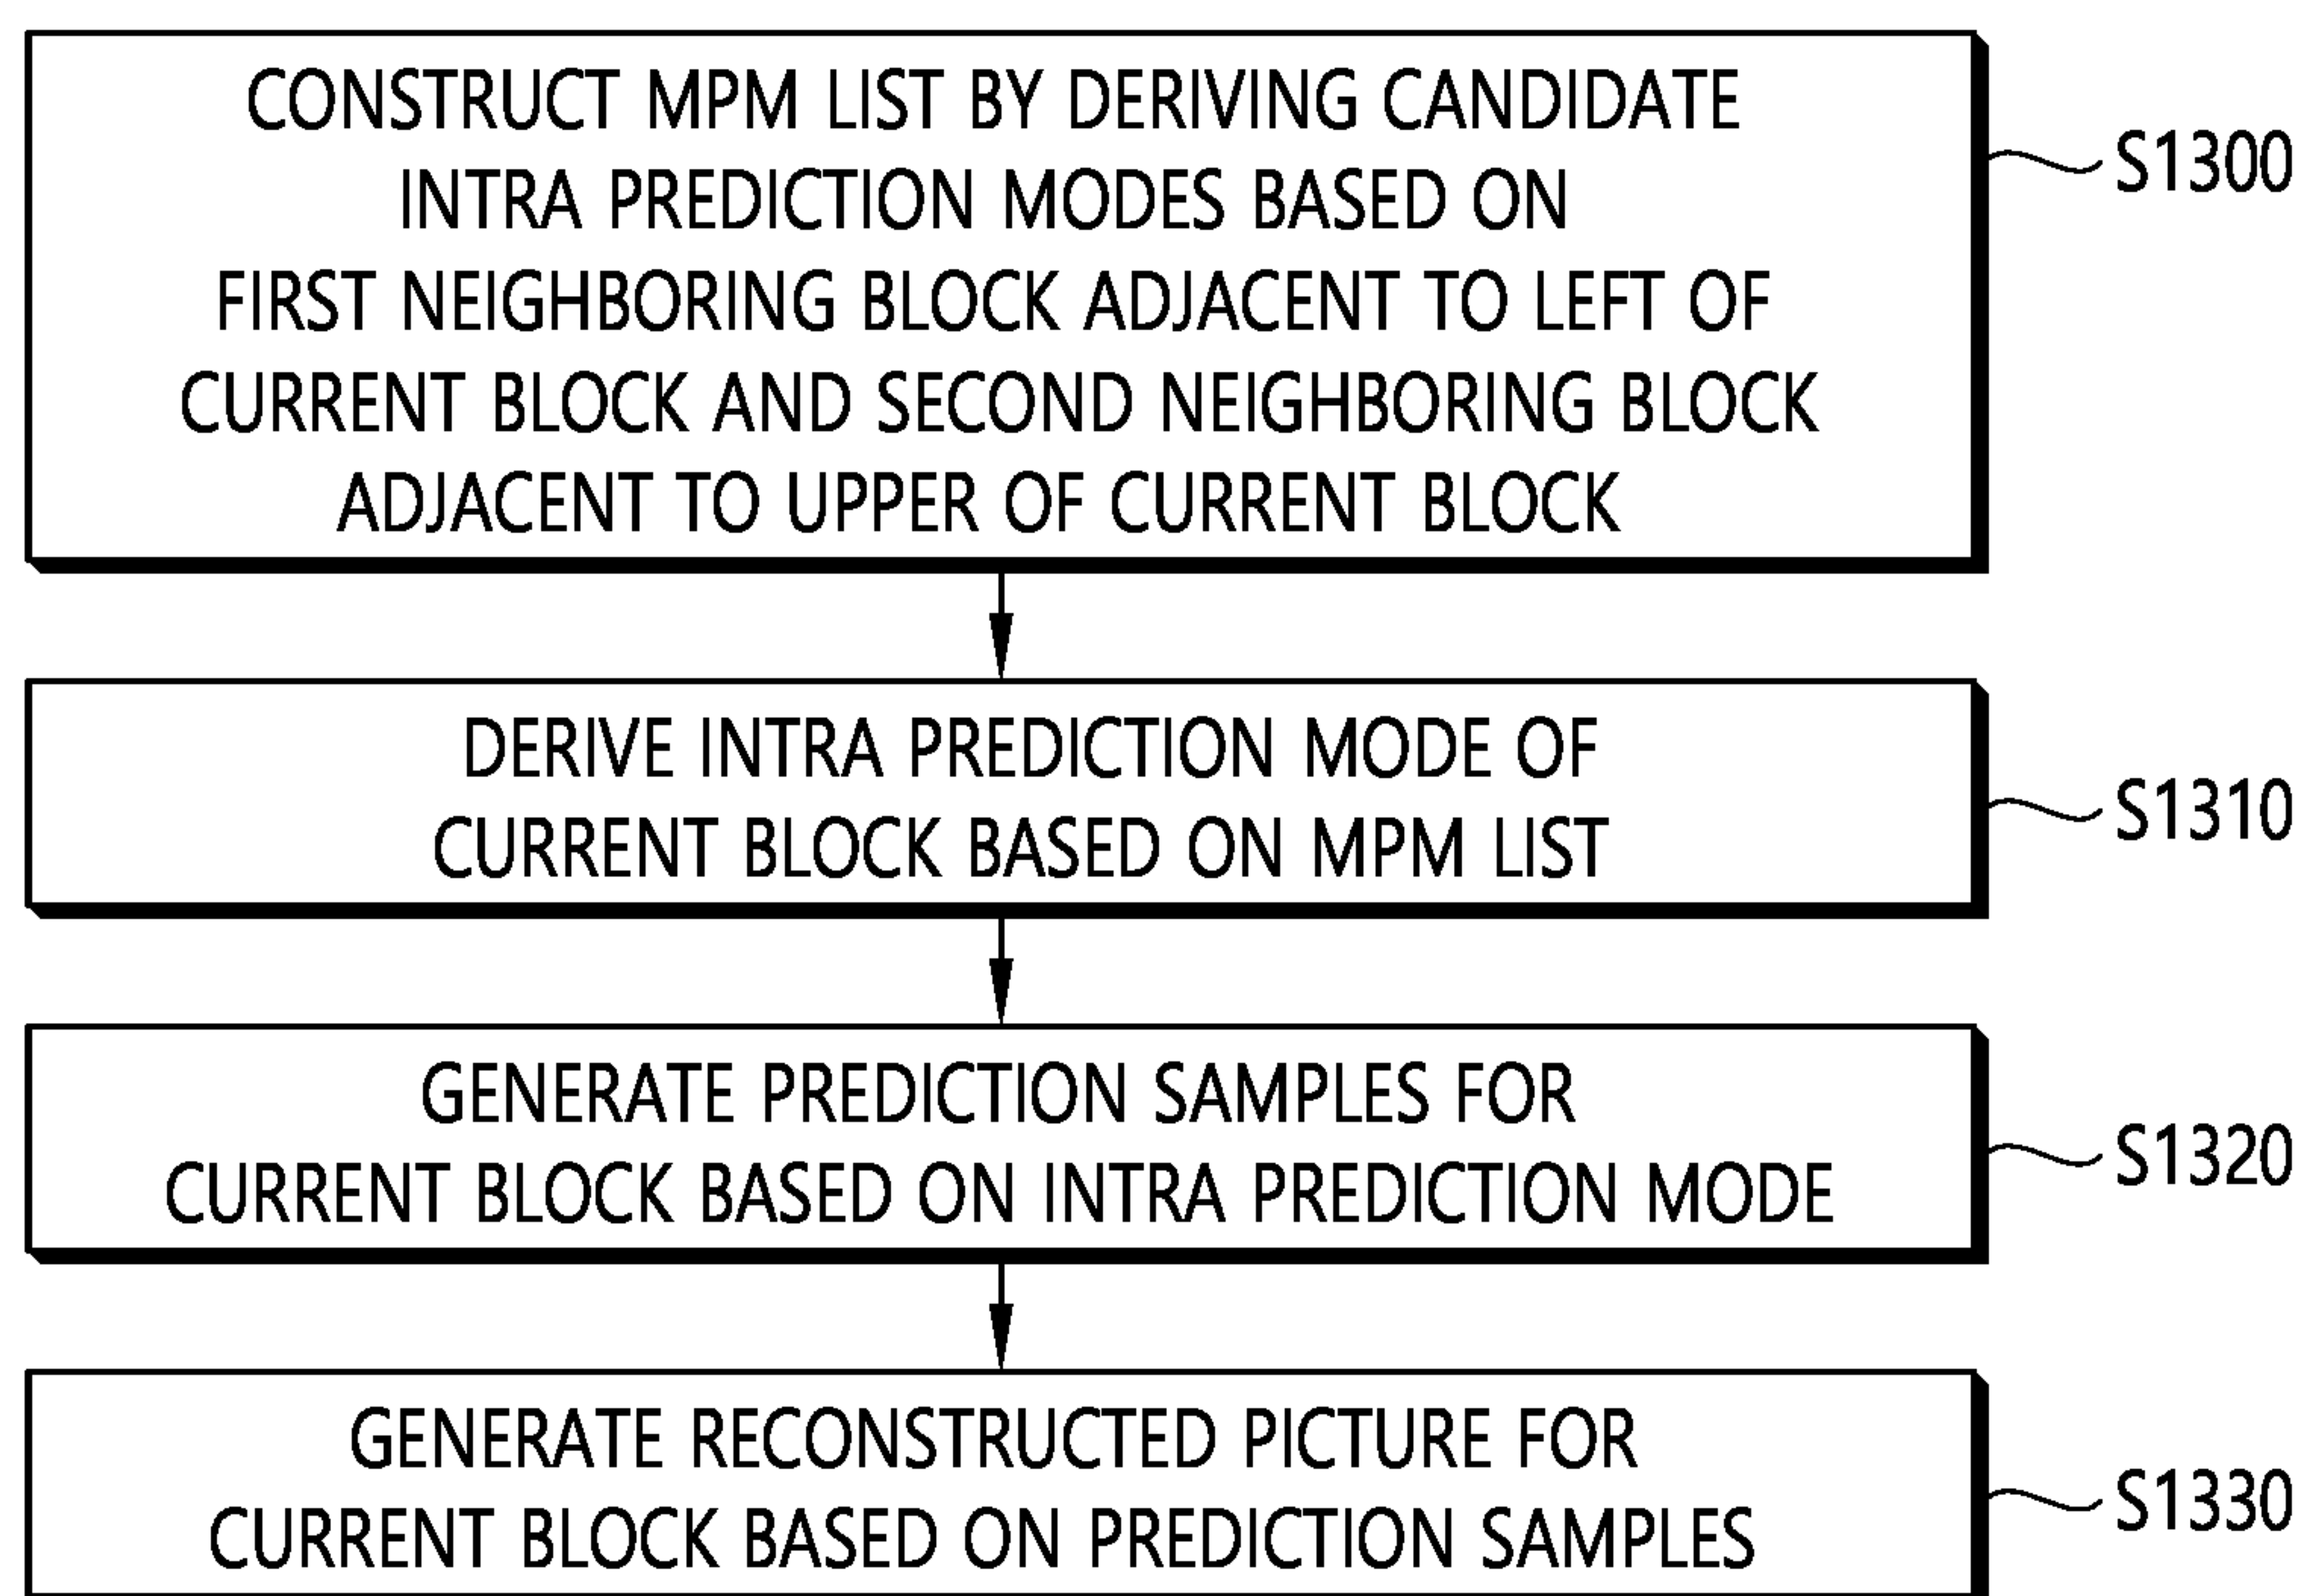 CONSTRUCT MPM LIST BY DERIVING CANDIDATE
INTRA PREDICTION MODES BASED ON
FIRST NEIGHBORING BLOCK ADJACENT TO LEFT OF
CURRENT BLOCK AND SECOND NEIGHBORING BLOCK
ADJACENT TO UPPER OF CURRENT BLOCK
S1300
DERIVE INTRA PREDICTION MODE OF
CURRENT BLOCK BASED ON MPM LIST
S1310
GENERATE PREDICTION SAMPLES FOR
CURRENT BLOCK BASED ON INTRA PREDICTION MODE
S1320
GENERATE RECONSTRUCTED PICTURE FOR
CURRENT BLOCK BASED ON PREDICTION SAMPLES
S1330